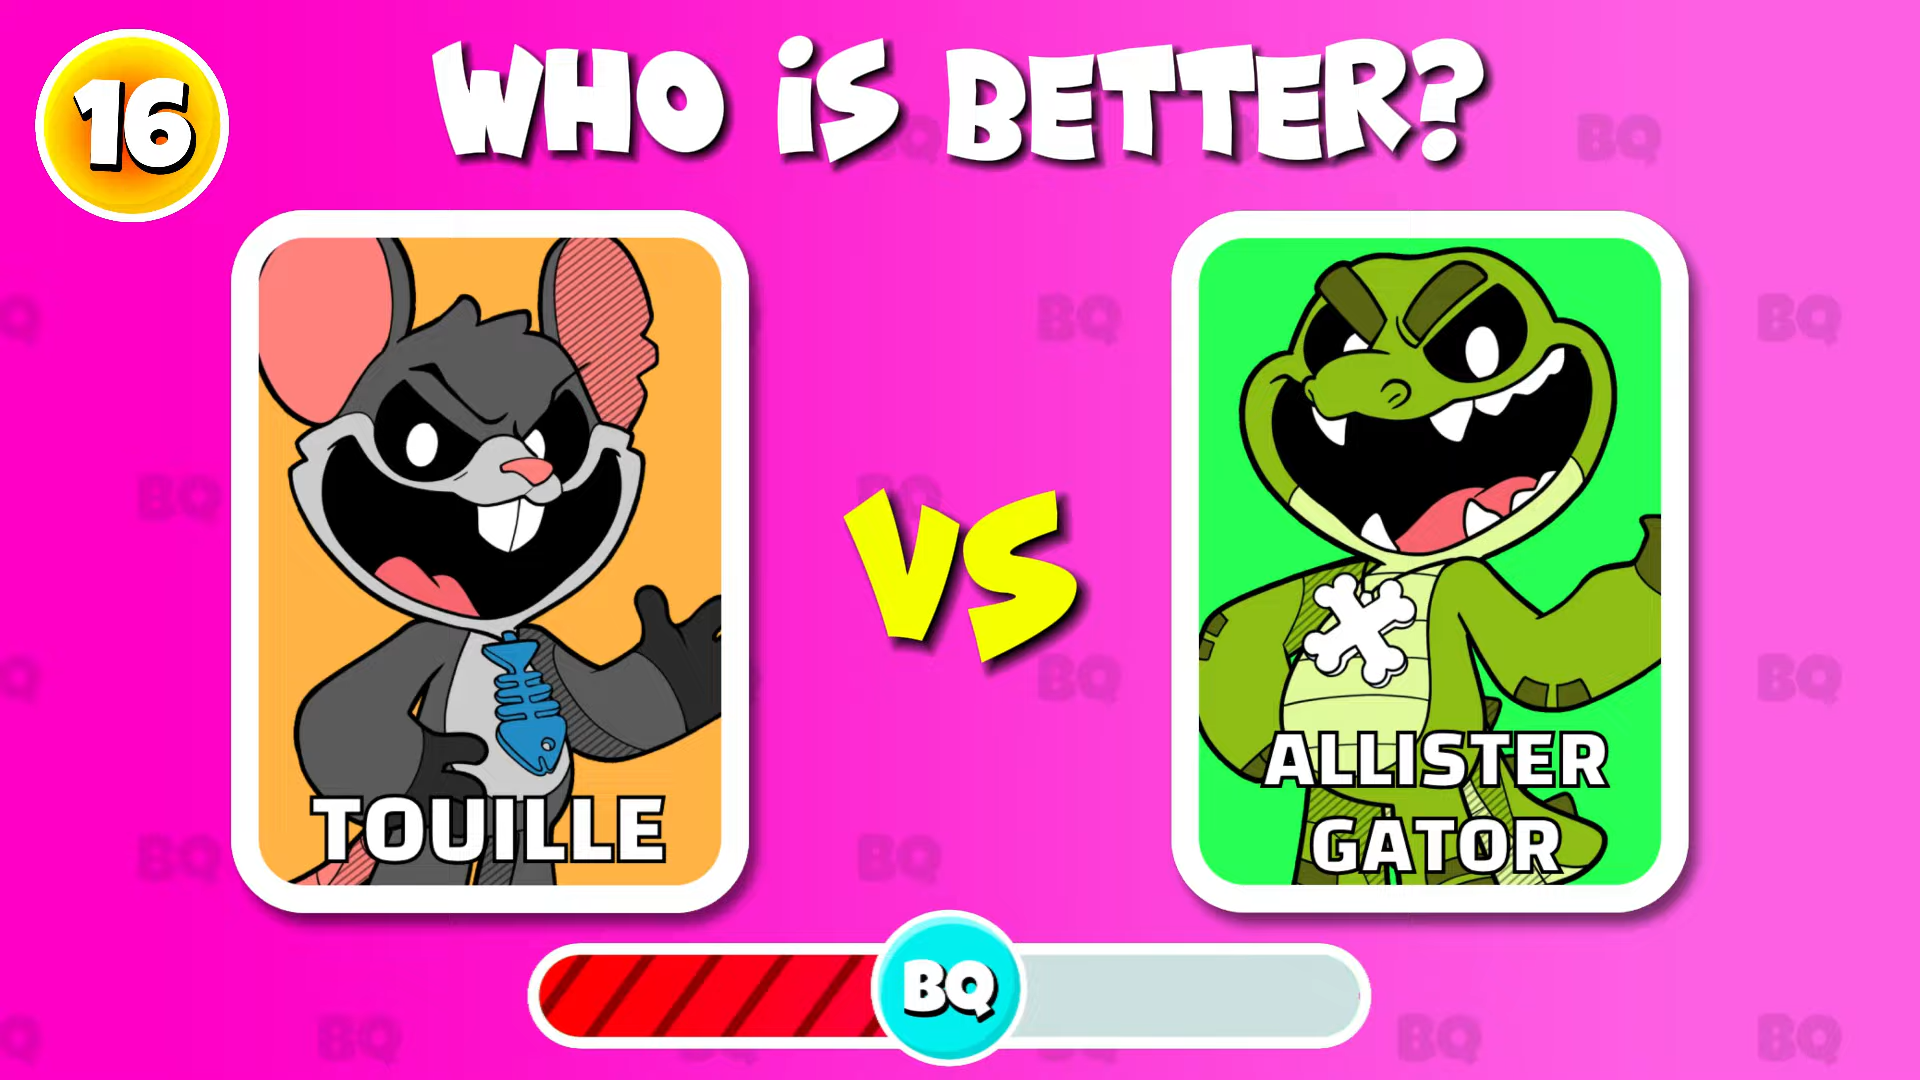 16
WHO iS BETTER?
VS
TOUILLE
ALLISTER
GATOR
BQ